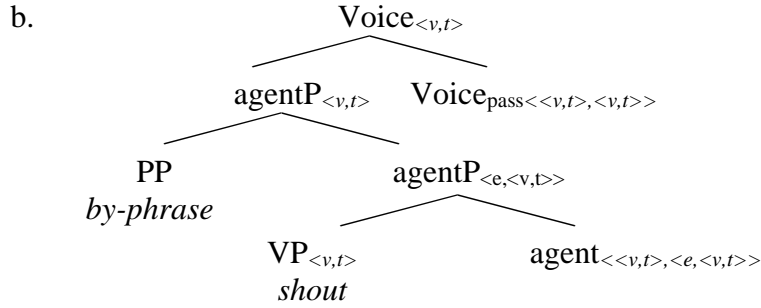 b. Voice<v,t>
agentP<v,t> Voicepass<<v,t>,<v,t>>
PP agentP<e,<v,t>>
by-phrase
VP<v,t> agent<<v,t>,<e,<v,t>>
shout